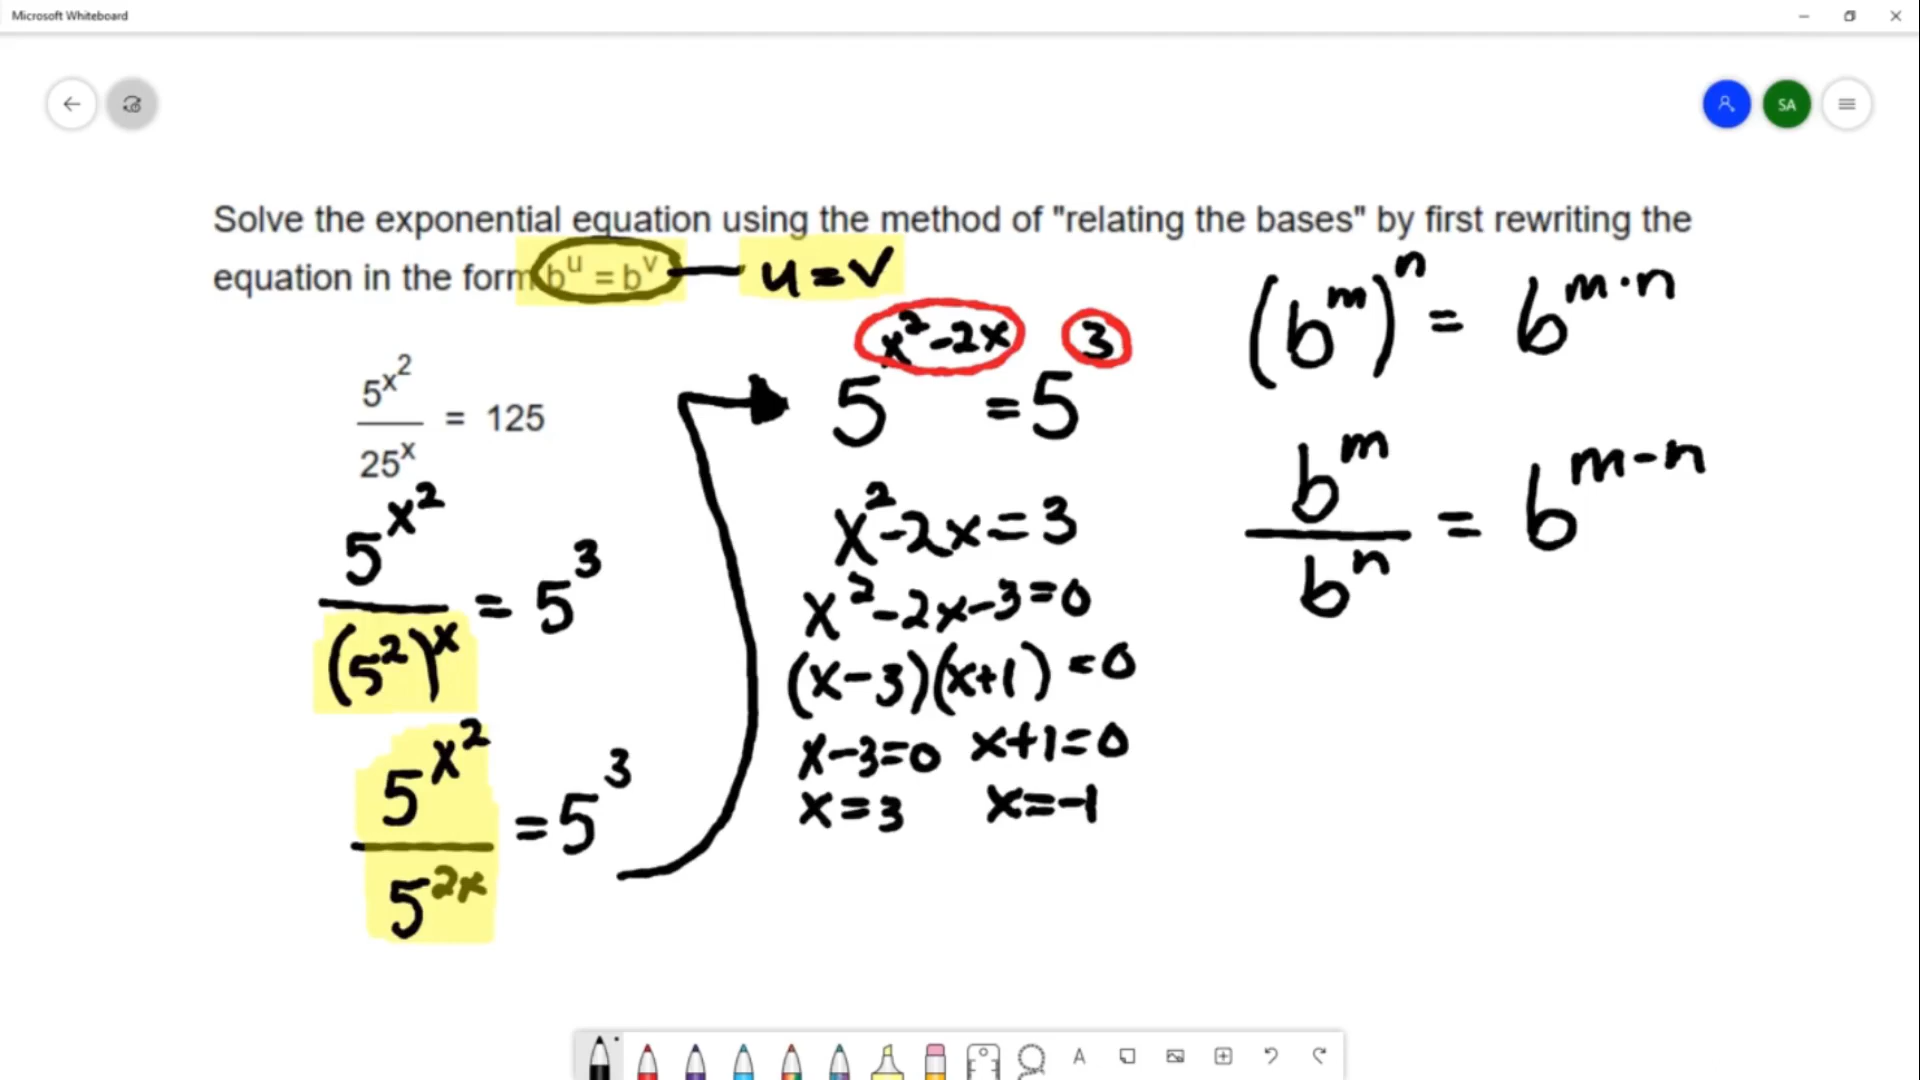 Microsoft Whiteboard
SA
Solve the exponential equation using the method of "relating the bases" by first rewriting the
equation in the form b^u = b^v — u=v
5^x^2 / 25^x = 125
5^x^2 / (5^2)^x = 5^3
5^x^2 / 5^2x = 5^3
5^x^2-2x = 5^3
x^2-2x=3
x^2-2x-3=0
(x-3)(x+1)=0
x-3=0 x+1=0
x=3 x=-1
(b^m)^n = b^m·n
b^m / b^n = b^m-n
A